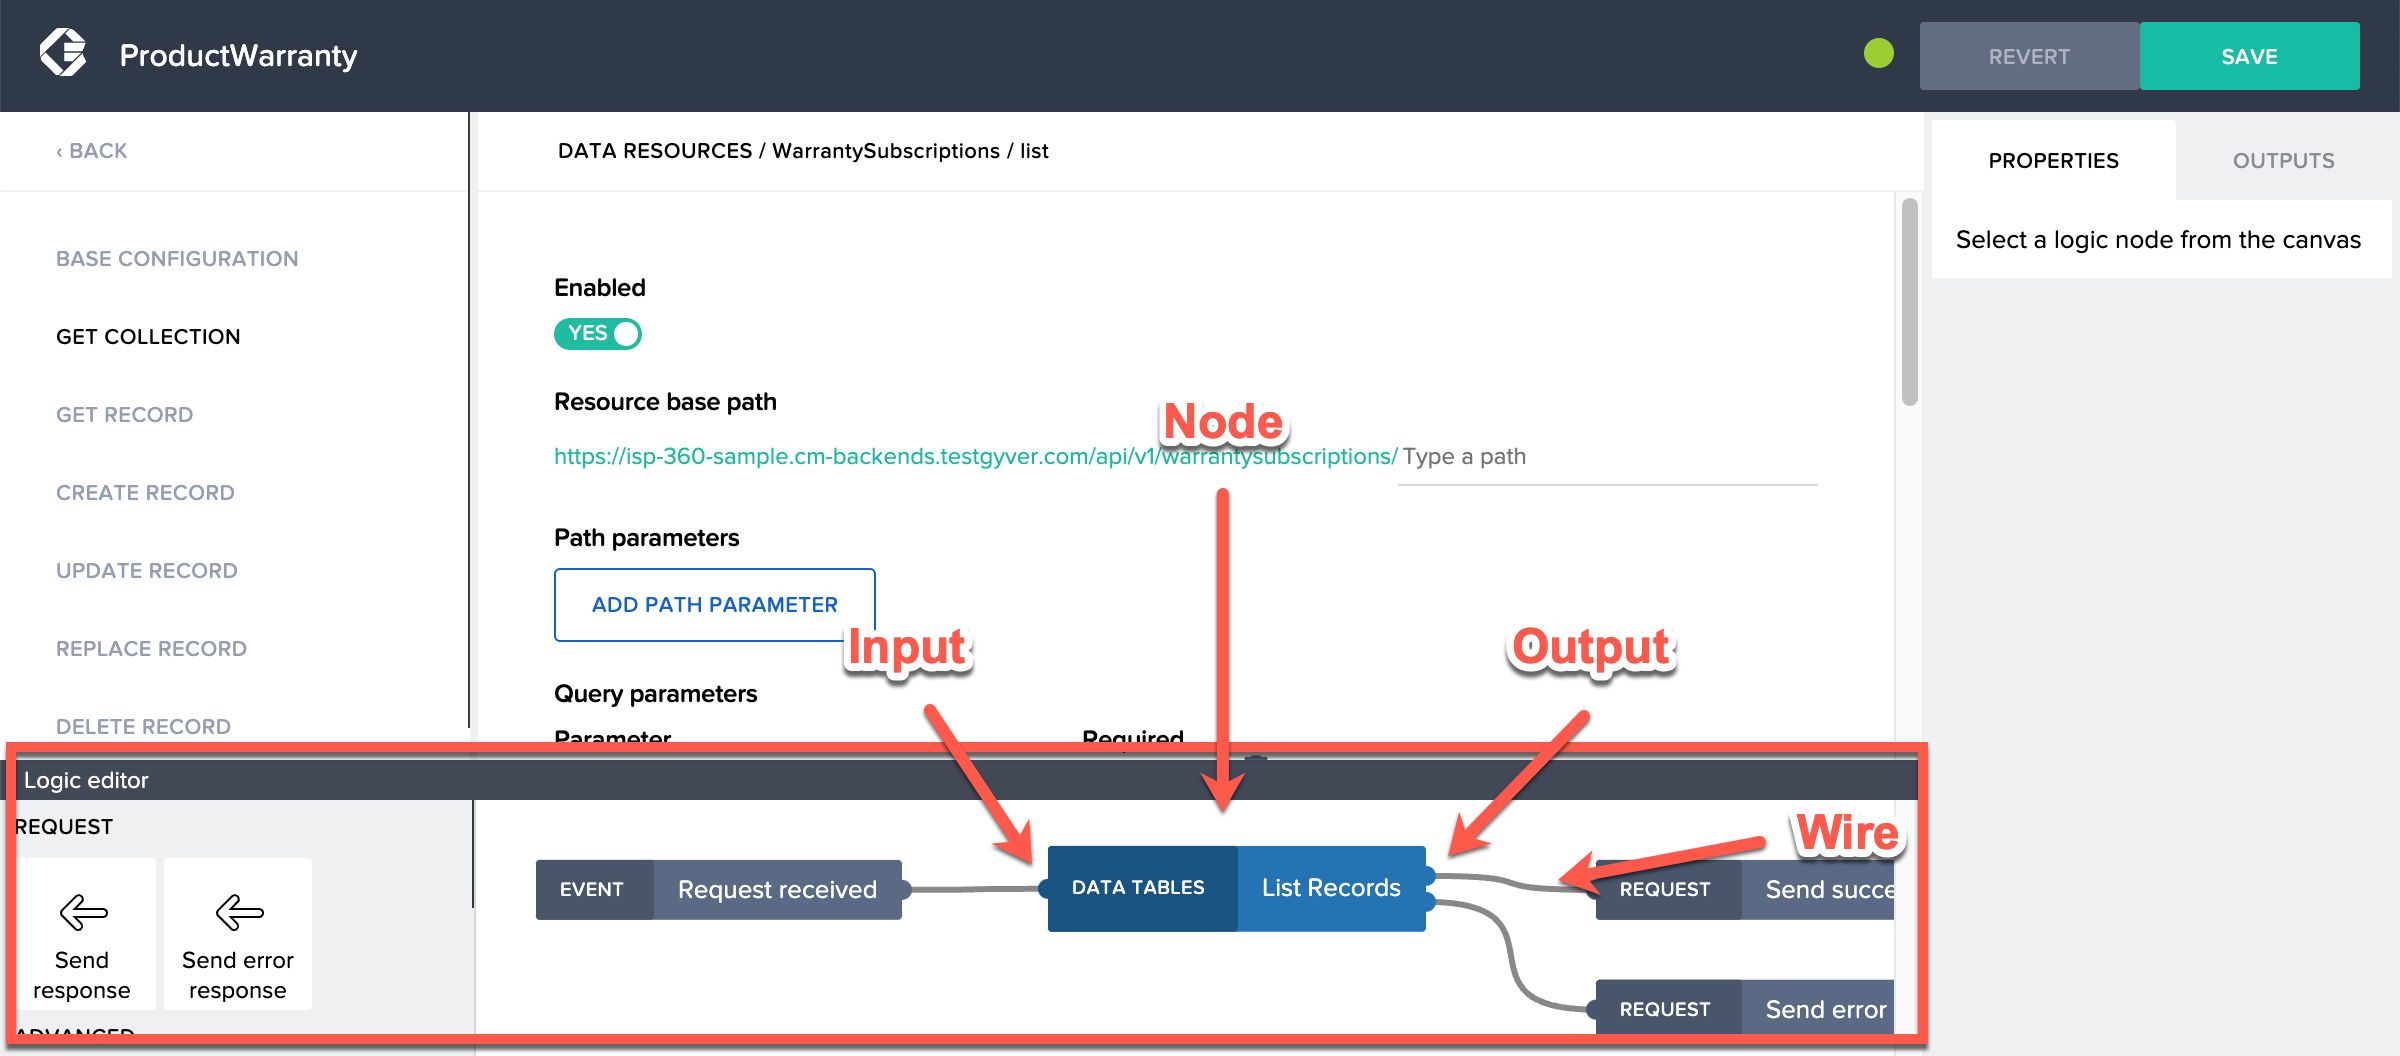 ProductWarranty
REVERT
SAVE
‹ BACK
DATA RESOURCES / WarrantySubscriptions / list
PROPERTIES
OUTPUTS
Select a logic node from the canvas
BASE CONFIGURATION
GET COLLECTION
GET RECORD
CREATE RECORD
UPDATE RECORD
REPLACE RECORD
DELETE RECORD
Enabled
YES
Resource base path
Node
https://isp-360-sample.cm-backends.testgyver.com/api/v1/warrantysubscriptions/ Type a path
Path parameters
ADD PATH PARAMETER
Input
Output
Query parameters
Parameter
Required
Logic editor
REQUEST
Send
response
Send error
response
ADVANCED
Wire
EVENT Request received
DATA TABLES List Records
REQUEST Send succe
REQUEST Send error